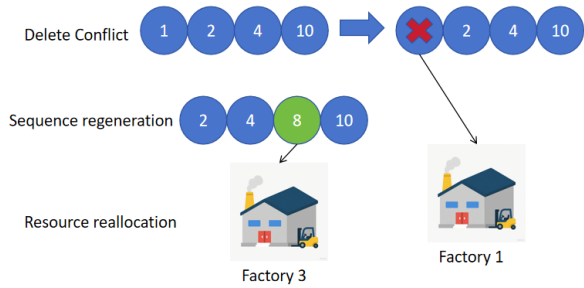 Delete Conflict 1 2 4 10 2 4 10
Sequence regeneration 2 4 8 10
Resource reallocation
Factory 3
Factory 1